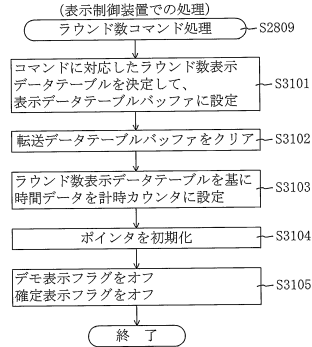 (表示制御装置での処理)
ラウンド数コマンド処理
S2809
コマンドに対応したラウンド数表示
データテーブルを決定して、
表示データテーブルバッファに設定
S3101
転送データテーブルバッファをクリア
S3102
ラウンド数表示データテーブルを基に
時間データを計時カウンタに設定
S3103
ポインタを初期化
S3104
デモ表示フラグをオフ
確定表示フラグをオフ
S3105
終 了